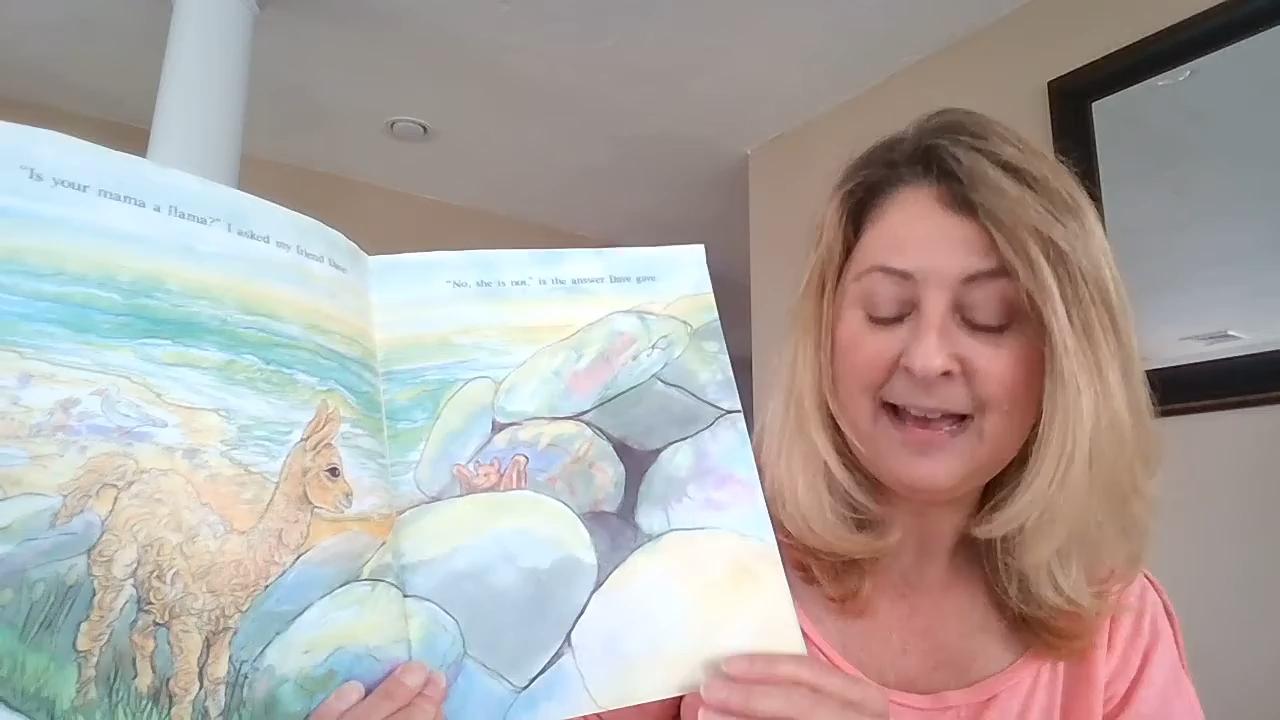 "Is your mama a llama?" I asked my friend Dave.
"No, she is not," is the answer Dave gave.